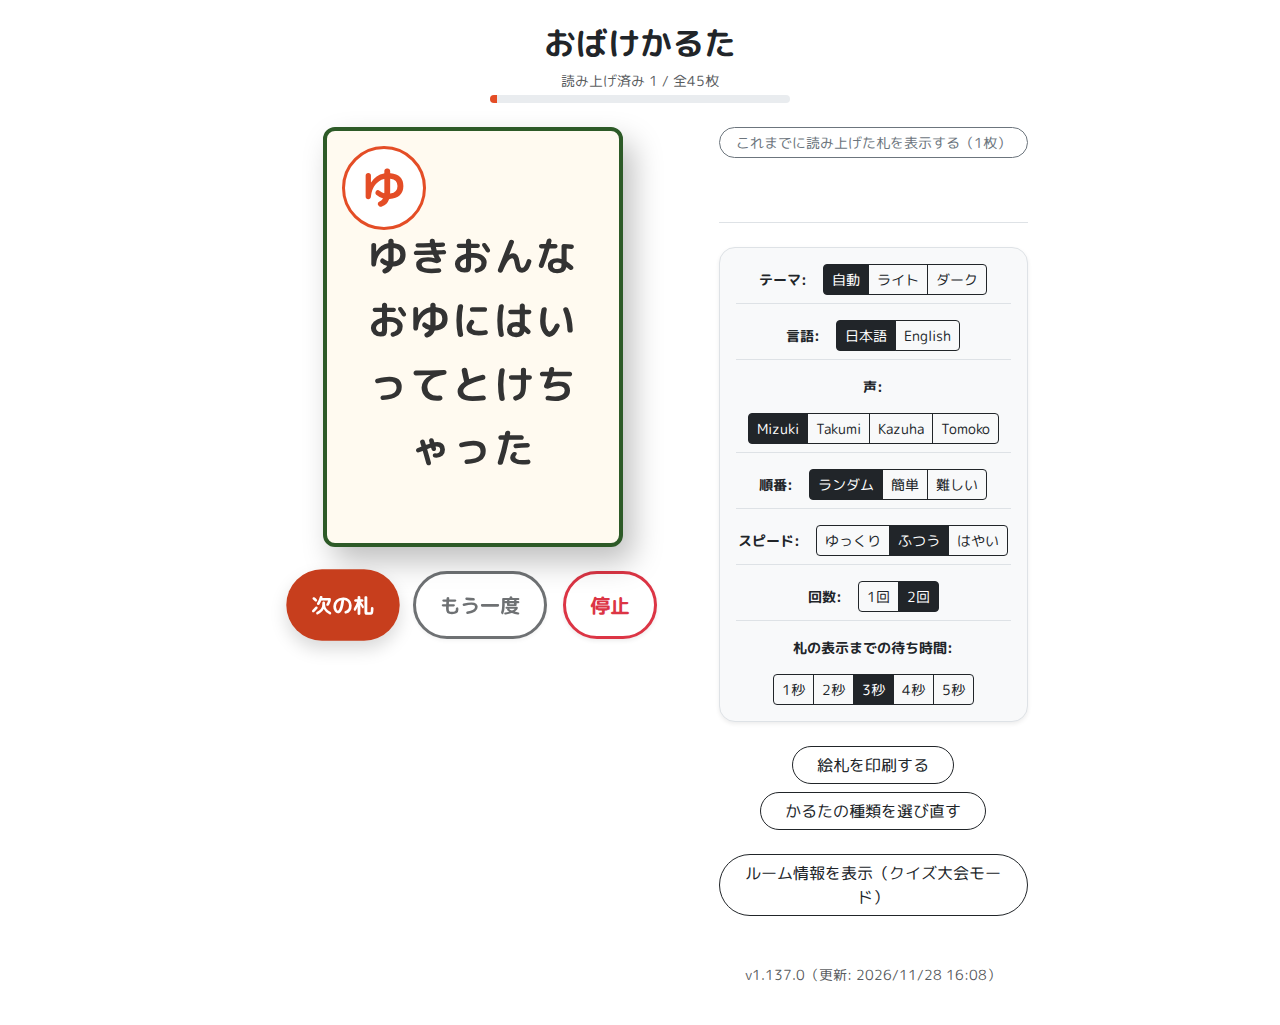 おばけかるた
読み上げ済み 1 / 全45枚
ゆ
ゆきおんな
おゆにはい
ってとけち
ゃった
次の札
もう一度
停止
これまでに読み上げた札を表示する（1枚）
テーマ: 自動 ライト ダーク
言語: 日本語 English
声:
Mizuki Takumi Kazuha Tomoko
順番: ランダム 簡単 難しい
スピード: ゆっくり ふつう はやい
回数: 1回 2回
札の表示までの待ち時間:
1秒 2秒 3秒 4秒 5秒
絵札を印刷する
かるたの種類を選び直す
ルーム情報を表示（クイズ大会モー
ド）
v1.137.0（更新: 2026/11/28 16:08）